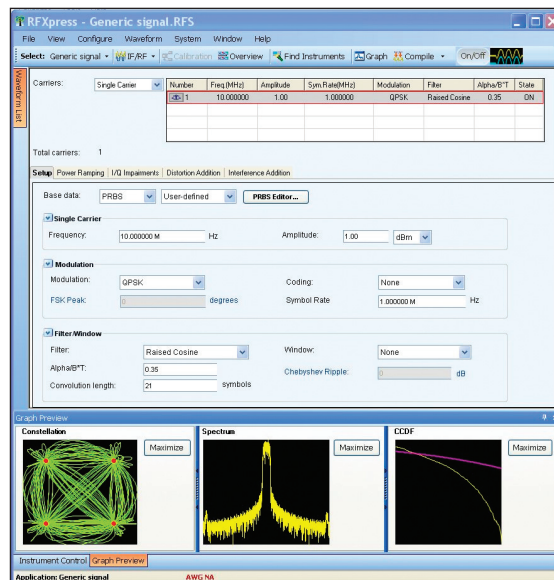 RFXpress - Generic signal.RFS
File View Configure Waveform System Window Help
Select: Generic signal IF/RF Calibration Overview Find Instruments Graph Compile On/Off
Waveform List
Carriers: Single Carrier
Number Freq.(MHz) Amplitude Sym.Rate(MHz) Modulation Filter Alpha/B*T State
1 10.000000 1.00 1.000000 QPSK Raised Cosine 0.35 ON
Total carriers: 1
Setup Power Ramping I/Q Impairments Distortion Addition Interference Addition
Base data: PRBS User-defined PRBS Editor...
Single Carrier
Frequency: 10.000000 M Hz Amplitude: 1.00 dBm
Modulation
Modulation: QPSK Coding: None
FSK Peak: 0 degrees Symbol Rate 1.000000 M Hz
Filter/Window
Filter: Raised Cosine Window: None
Alpha/B*T: 0.35 Chebyshev Ripple: 0 dB
Convolution length: 21 symbols
Graph Preview
Constellation Maximize Spectrum Maximize CCDF Maximize
Instrument Control Graph Preview
Application: Generic signal AWG NA